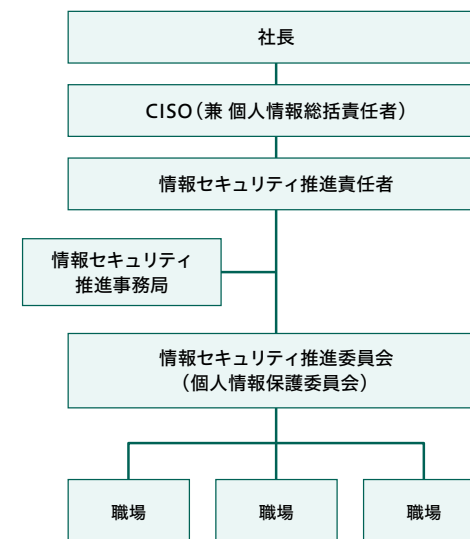 社長
CISO（兼 個人情報総括責任者）
情報セキュリティ推進責任者
情報セキュリティ
推進事務局
情報セキュリティ推進委員会
（個人情報保護委員会）
職場
職場
職場